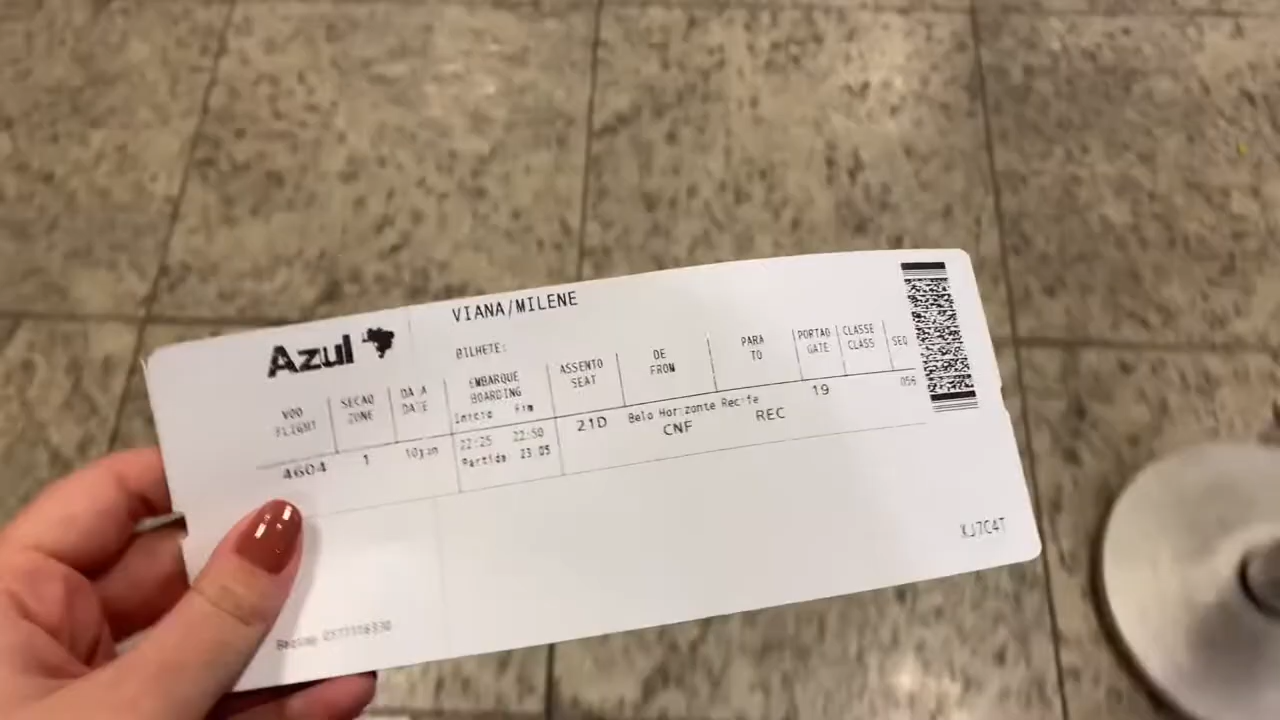 VIANA/MILENE
Azul
BILHETE:
VOO SECAO DATA EMBARQUE ASSENTO DE PARA PORTAO CLASSE SEQ
FLIGHT ZONE DATE BOARDING SEAT FROM TO GATE CLASS
Inicio Fim
4604 1 10jan 22:25 22:50 21D Belo Horizonte Recife 19 056
Partida 23:05 CNF REC
XJ7C4T